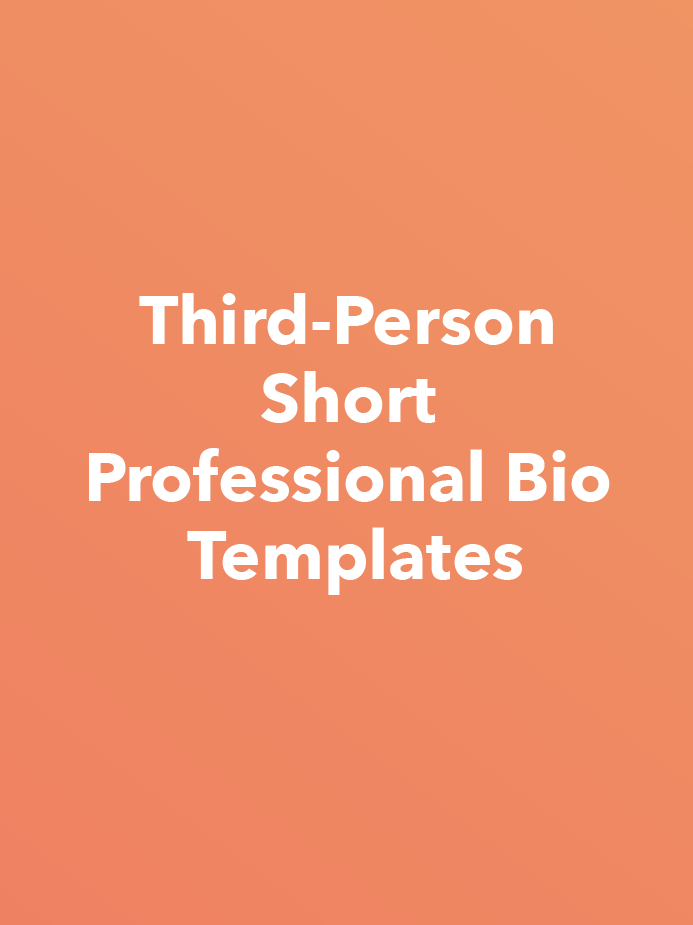 Third-Person
Short
Professional Bio
Templates